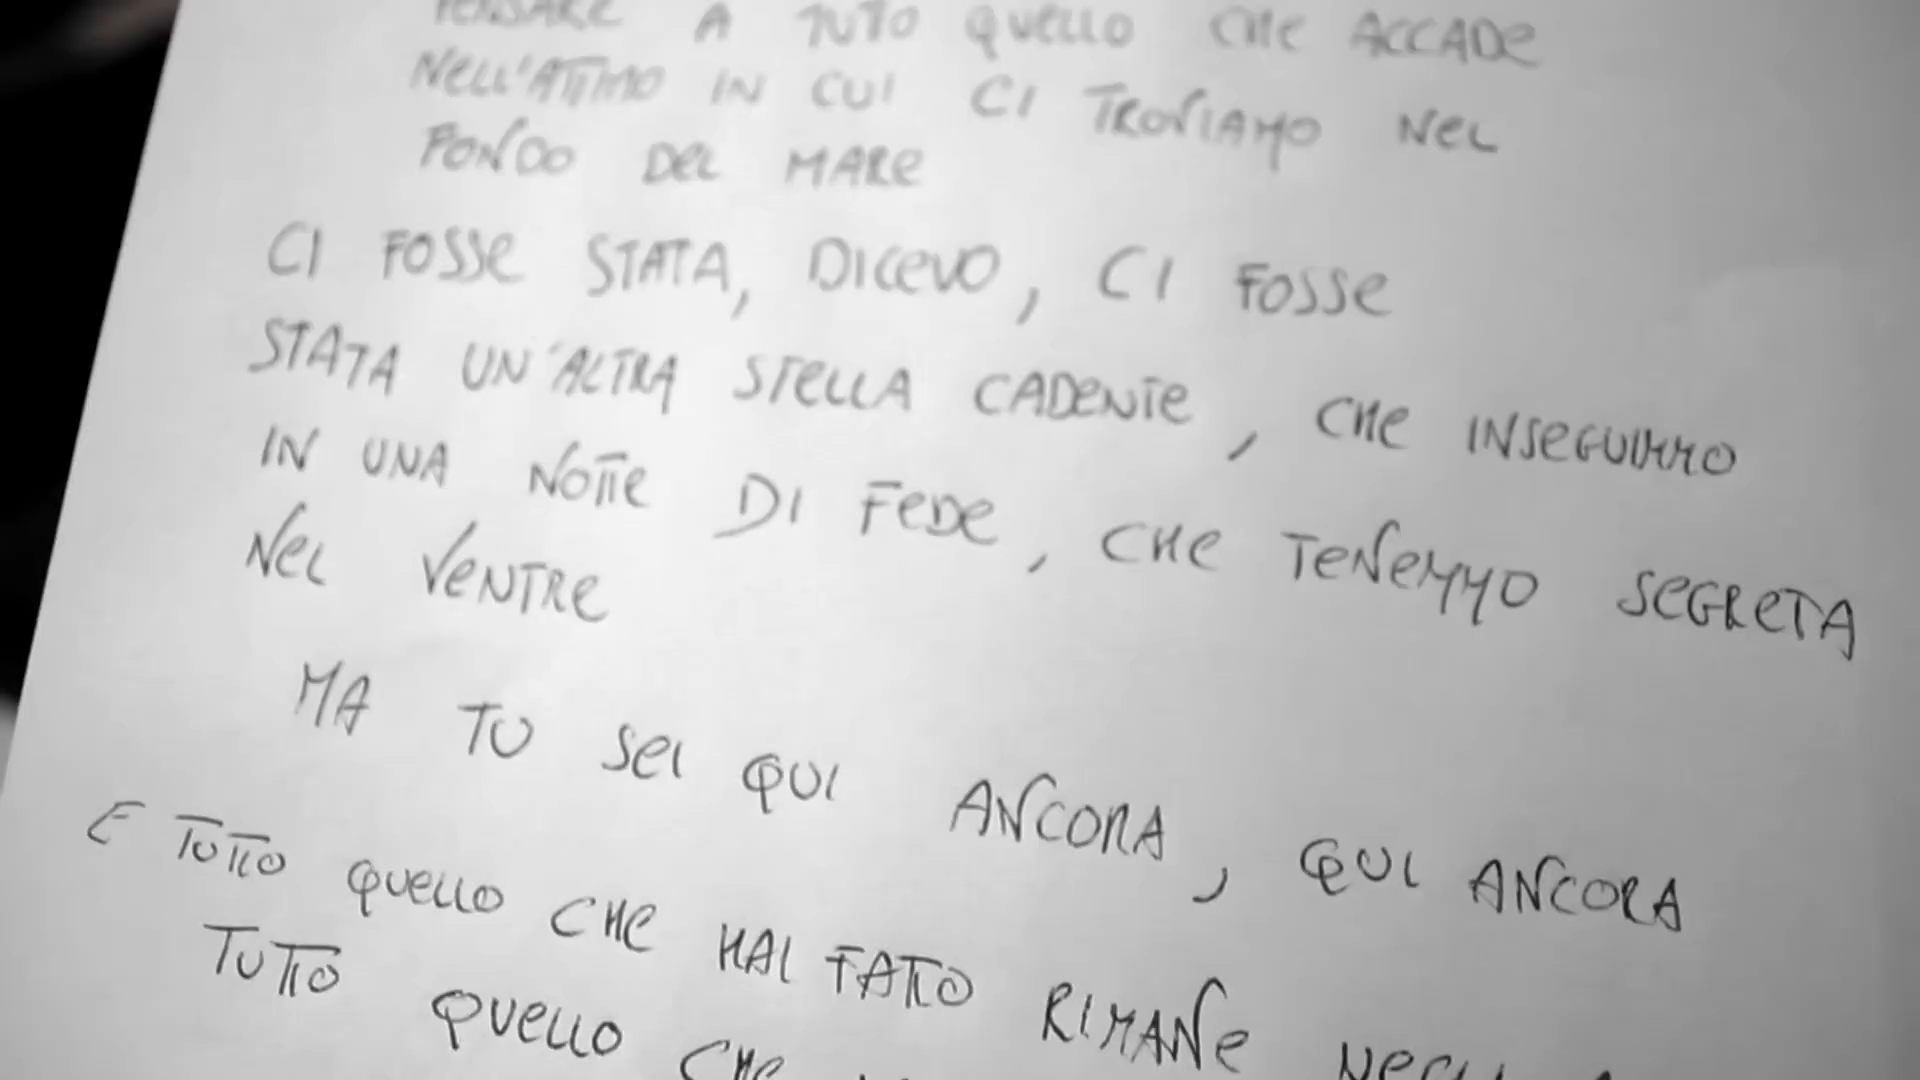 PENSARE A TUTTO QUELLO CHE ACCADE
NELL'ATTIMO IN CUI CI TROVIAMO NEL
FONDO DEL MARE
CI FOSSE STATA, DICEVO, CI FOSSE
STATA UN'ALTRA STELLA CADENTE, CHE INSEGUIMMO
IN UNA NOTTE DI FEDE, CHE TENEMMO SEGRETA
NEL VENTRE
MA TU SEI QUI ANCORA, QUI ANCORA
E TUTTO QUELLO CHE HAI FATTO RIMANE
TUTTO QUELLO CHE